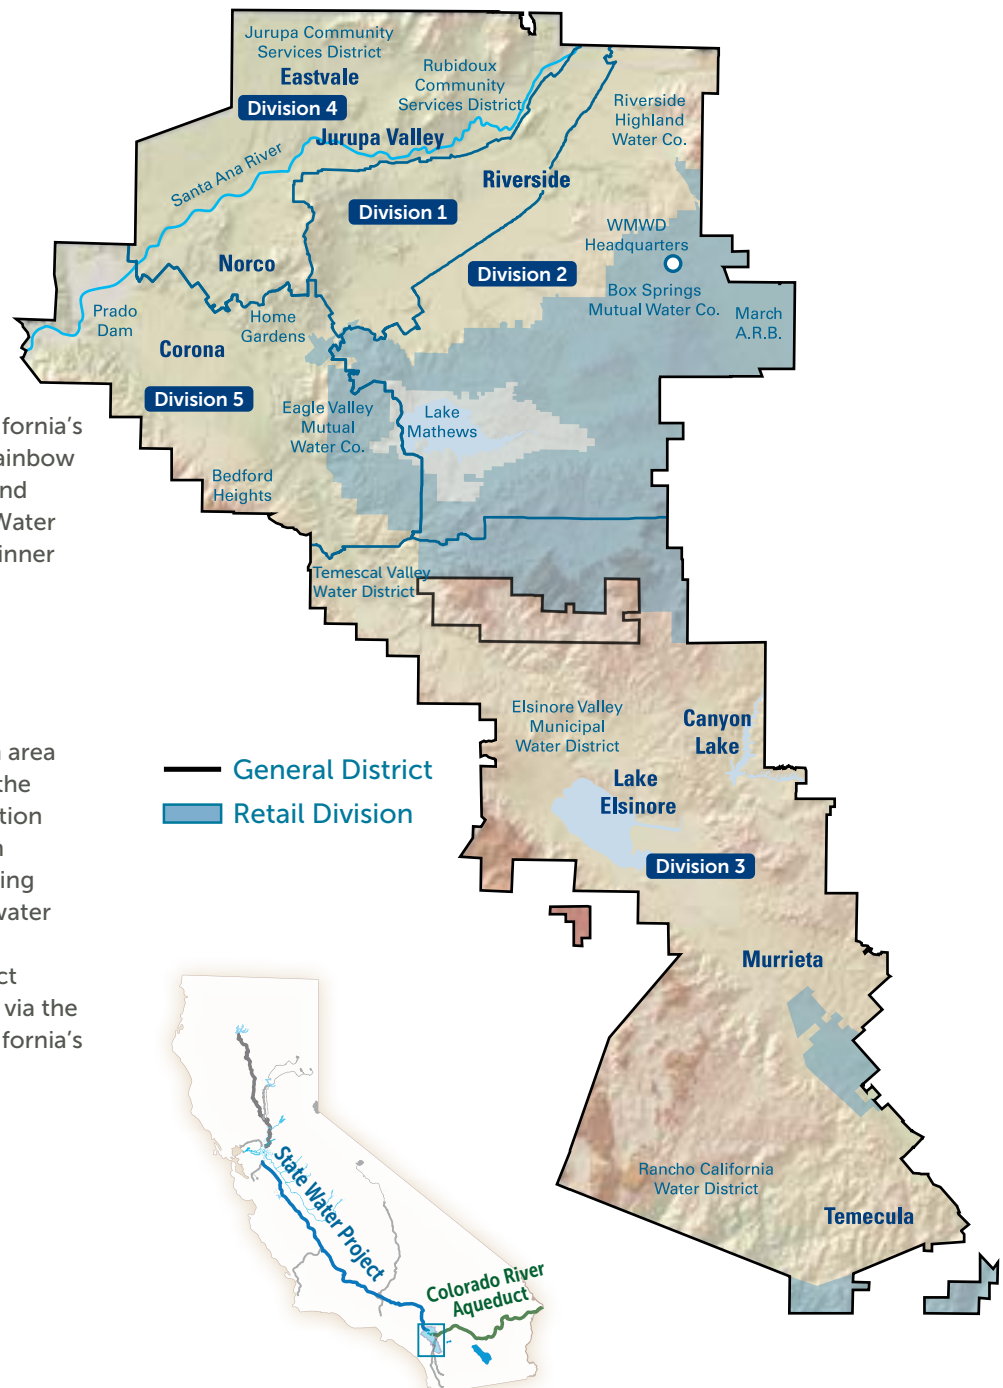 Jurupa Community
Services District
Eastvale
Division 4
Rubidoux
Community
Services District
Jurupa Valley
Riverside
Highland
Water Co.
Santa Ana River
Riverside
Division 1
WMWD
Headquarters
Norco
Division 2
Box Springs
Mutual Water Co.
March
A.R.B.
Prado
Dam
Home
Gardens
Corona
Division 5
Eagle Valley
Mutual
Water Co.
Lake
Mathews
Bedford
Heights
Temescal Valley
Water District
fornia's
ainbow
nd
Water
inner
Elsinore Valley
Municipal
Water District
Canyon
Lake
Lake
Elsinore
Division 3
area
the
tion
n
ing
water
ct
via the
fornia's
General District
Retail Division
Murrieta
Rancho California
Water District
Temecula
State Water Project
Colorado River
Aqueduct